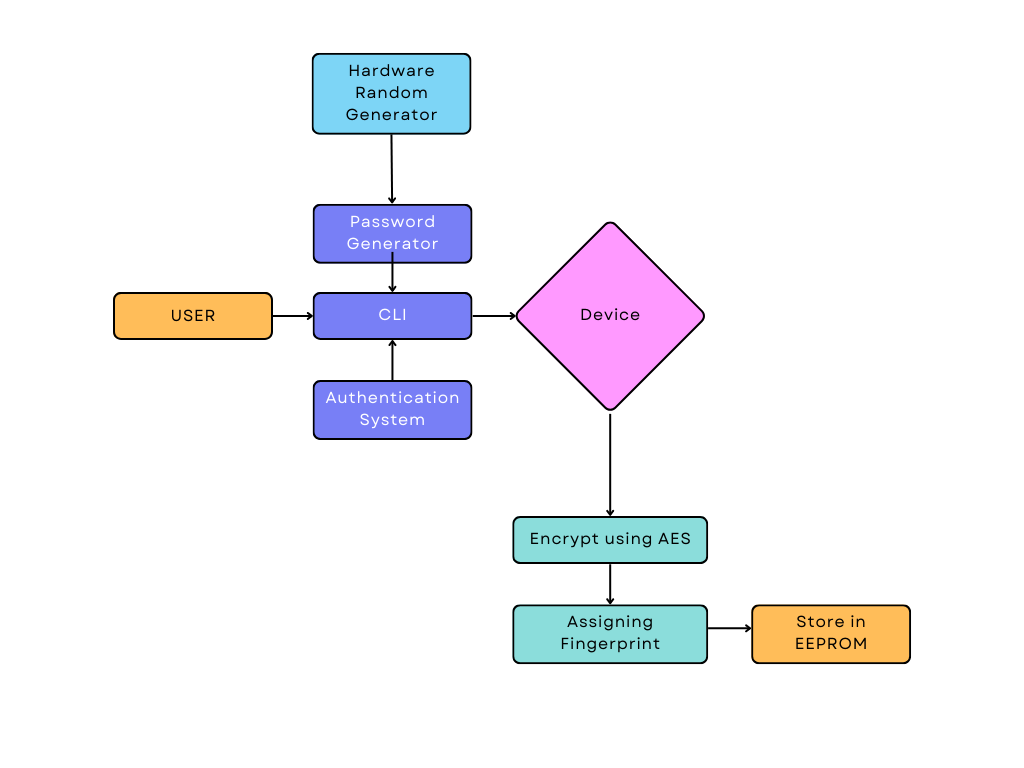 Hardware
Random
Generator
Password
Generator
USER
CLI
Device
Authentication
System
Encrypt using AES
Assigning
Fingerprint
Store in
EEPROM